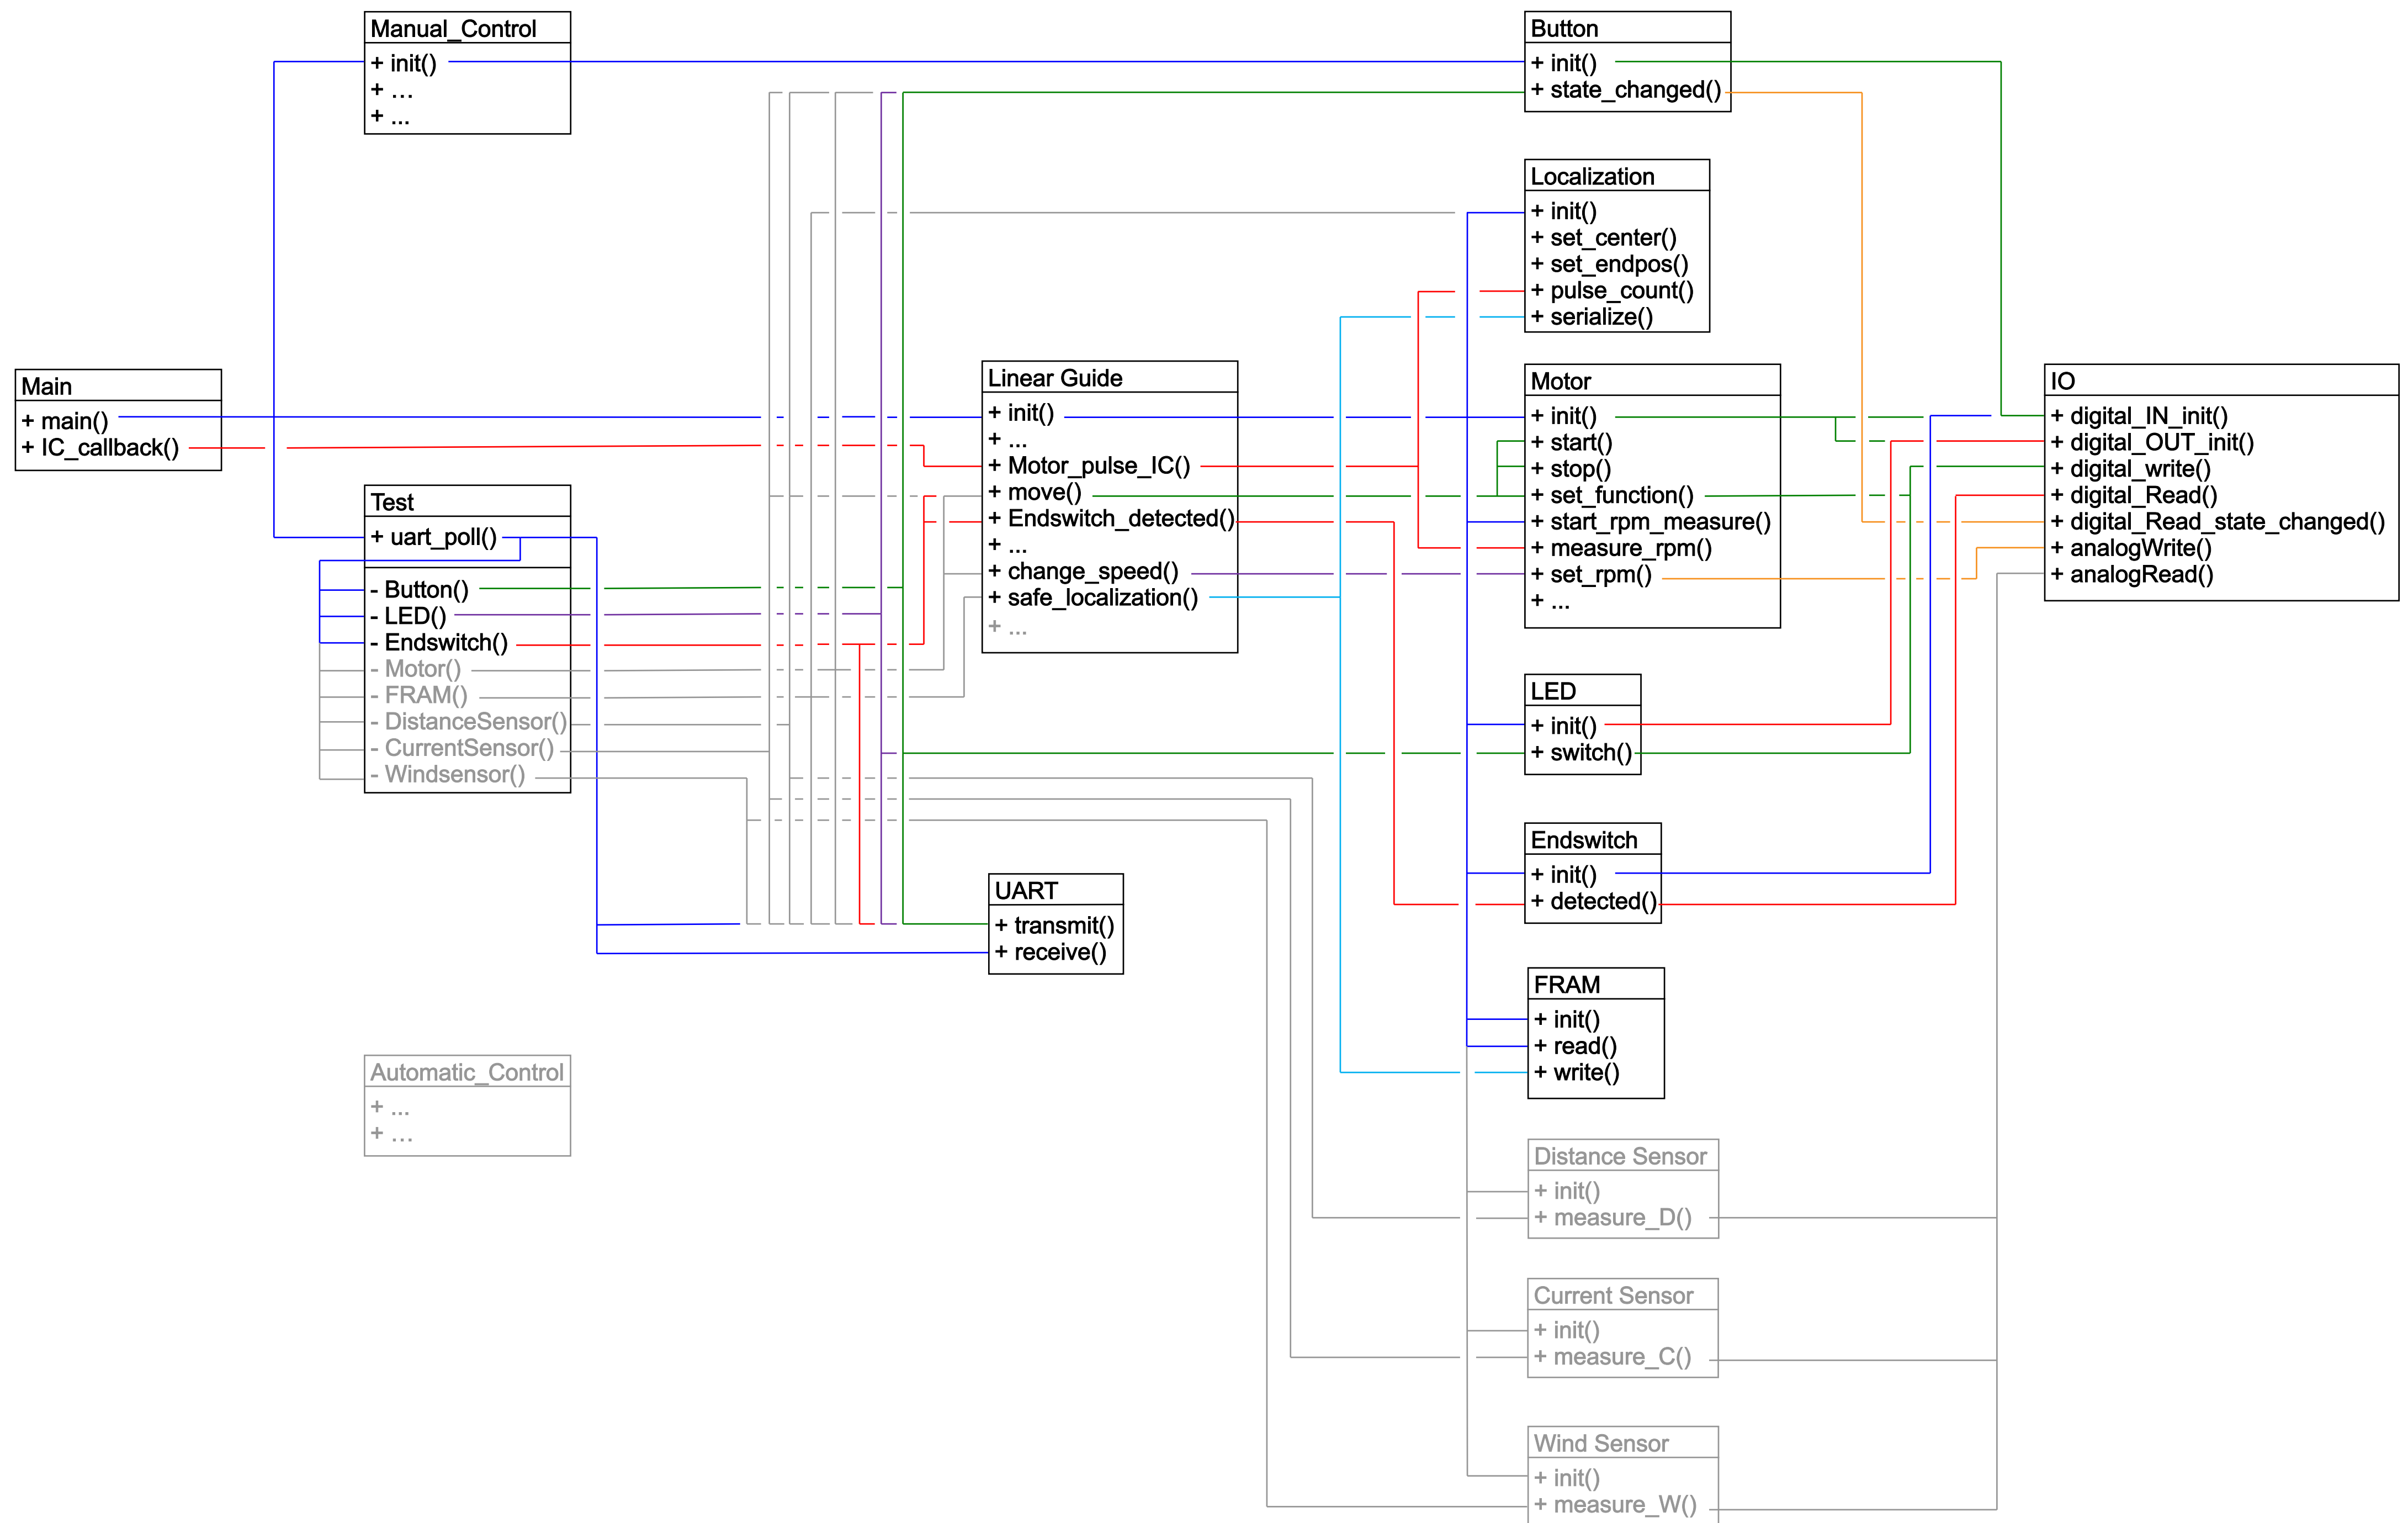 Manual_Control
+ init()
+ ...
+ ...
Button
+ init()
+ state_changed()
Localization
+ init()
+ set_center()
+ set_endpos()
+ pulse_count()
+ serialize()
Main
+ main()
+ IC_callback()
Test
+ uart_poll()
- Button()
- LED()
- Endswitch()
- Motor()
- FRAM()
- DistanceSensor()
- CurrentSensor()
- Windsensor()
Linear Guide
+ init()
+ ...
+ Motor_pulse_IC()
+ move()
+ Endswitch_detected()
+ ...
+ change_speed()
+ safe_localization()
+ ...
Motor
+ init()
+ start()
+ stop()
+ set_function()
+ start_rpm_measure()
+ measure_rpm()
+ set_rpm()
+ ...
IO
+ digital_IN_init()
+ digital_OUT_init()
+ digital_write()
+ digital_Read()
+ digital_Read_state_changed()
+ analogWrite()
+ analogRead()
LED
+ init()
+ switch()
Endswitch
+ init()
+ detected()
UART
+ transmit()
+ receive()
FRAM
+ init()
+ read()
+ write()
Automatic_Control
+ ...
+ ...
Distance Sensor
+ init()
+ measure_D()
Current Sensor
+ init()
+ measure_C()
Wind Sensor
+ init()
+ measure_W()